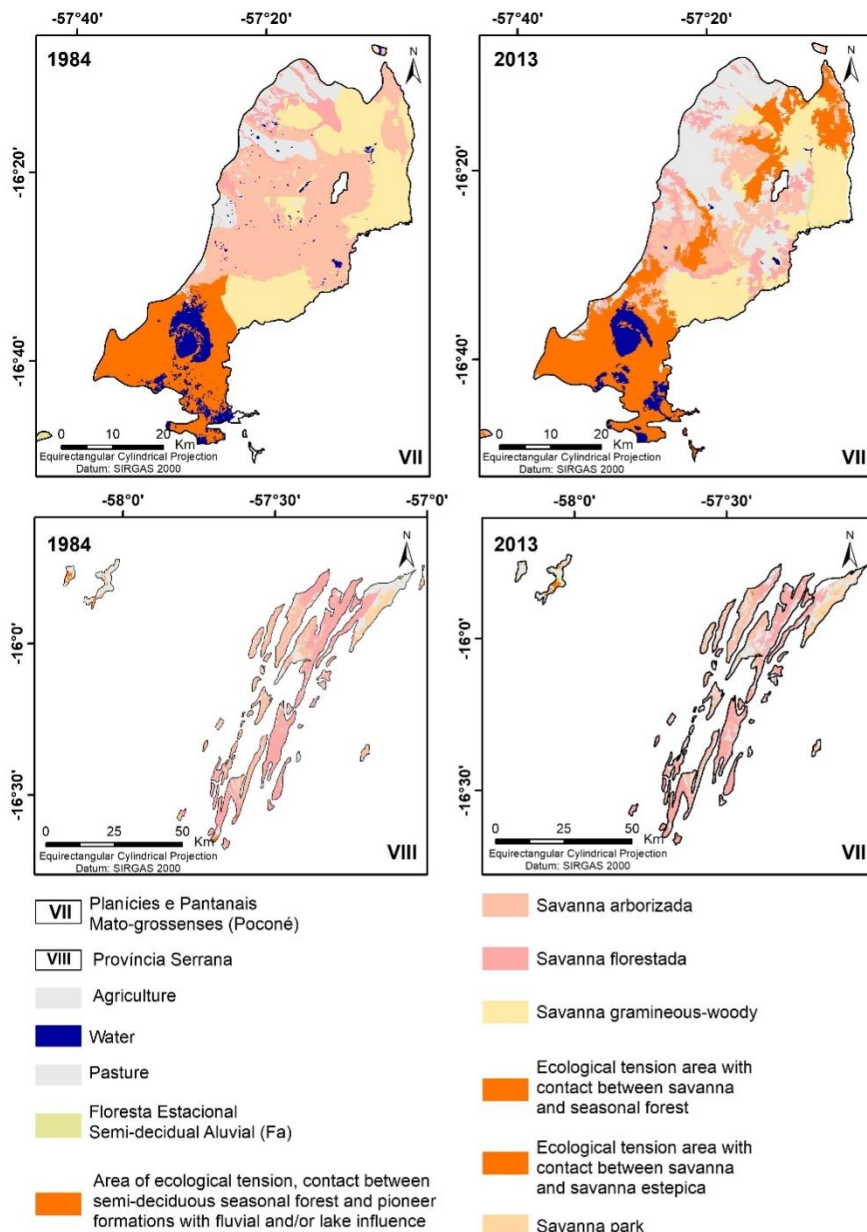 -57°40' -57°20' -57°40' -57°20'
1984
N
2013
N
-16°20'
-16°20'
-16°40'
-16°40'
0 10 20
Km
Equirectangular Cylindrical Projection
Datum: SIRGAS 2000
VII
0 10 20
Km
Equirectangular Cylindrical Projection
Datum: SIRGAS 2000
VII
-58°0' -57°30' -57°0' -58°0' -57°30'
1984
N
2013
N
-16°0'
-16°0'
-16°30'
-16°30'
0 25 50
Km
Equirectangular Cylindrical Projection
Datum: SIRGAS 2000
VIII
0 25 50
Km
Equirectangular Cylindrical Projection
Datum: SIRGAS 2000
VII
VII Planícies e Pantanais
Mato-grossenses (Poconé)
VIII Província Serrana
Agriculture
Water
Pasture
Floresta Estacional
Semi-decidual Aluvial (Fa)
Area of ecological tension, contact between
semi-deciduous seasonal forest and pioneer
formations with fluvial and/or lake influence
Savanna arborizada
Savanna florestada
Savanna gramineous-woody
Ecological tension area with
contact between savanna
and seasonal forest
Ecological tension area with
contact between savanna
and savanna estepica
Savanna park